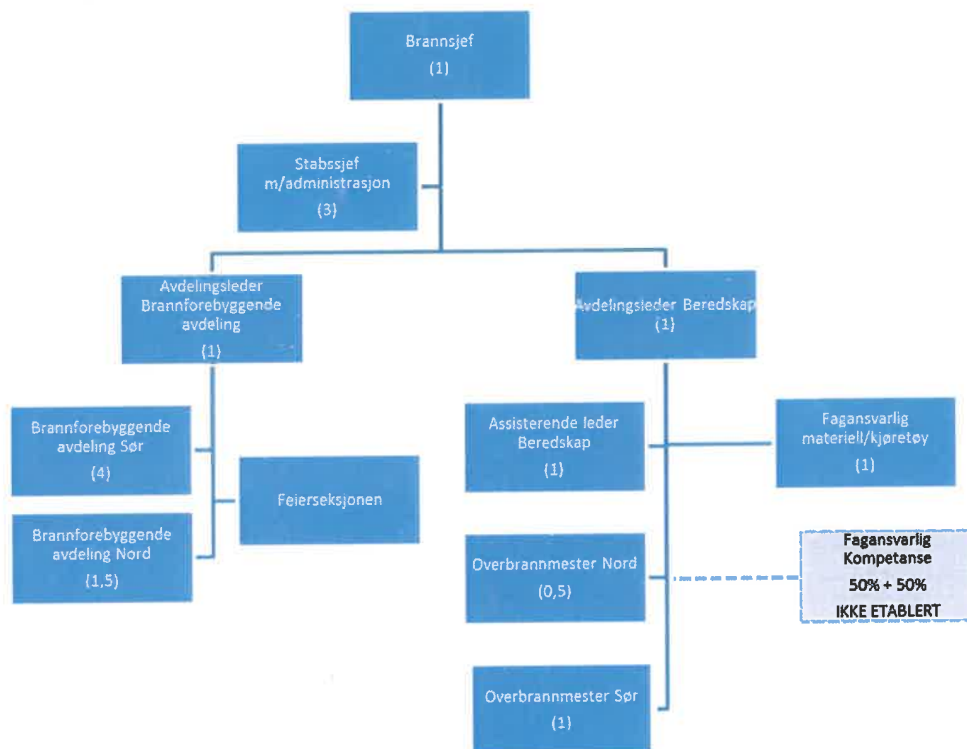 Brannsjef
(1)
Stabssjef
m/administrasjon
(3)
Avdelingsleder
Brannforebyggende
avdeling
(1)
Avdelingsleder Beredskap
(1)
Brannforebyggende
avdeling Sør
(4)
Feierseksjonen
Brannforebyggende
avdeling Nord
(1,5)
Assisterende leder
Beredskap
(1)
Fagansvarlig
materiell/kjøretøy
(1)
Overbrannmester Nord
(0,5)
Fagansvarlig
Kompetanse
50% + 50%
IKKE ETABLERT
Overbrannmester Sør
(1)